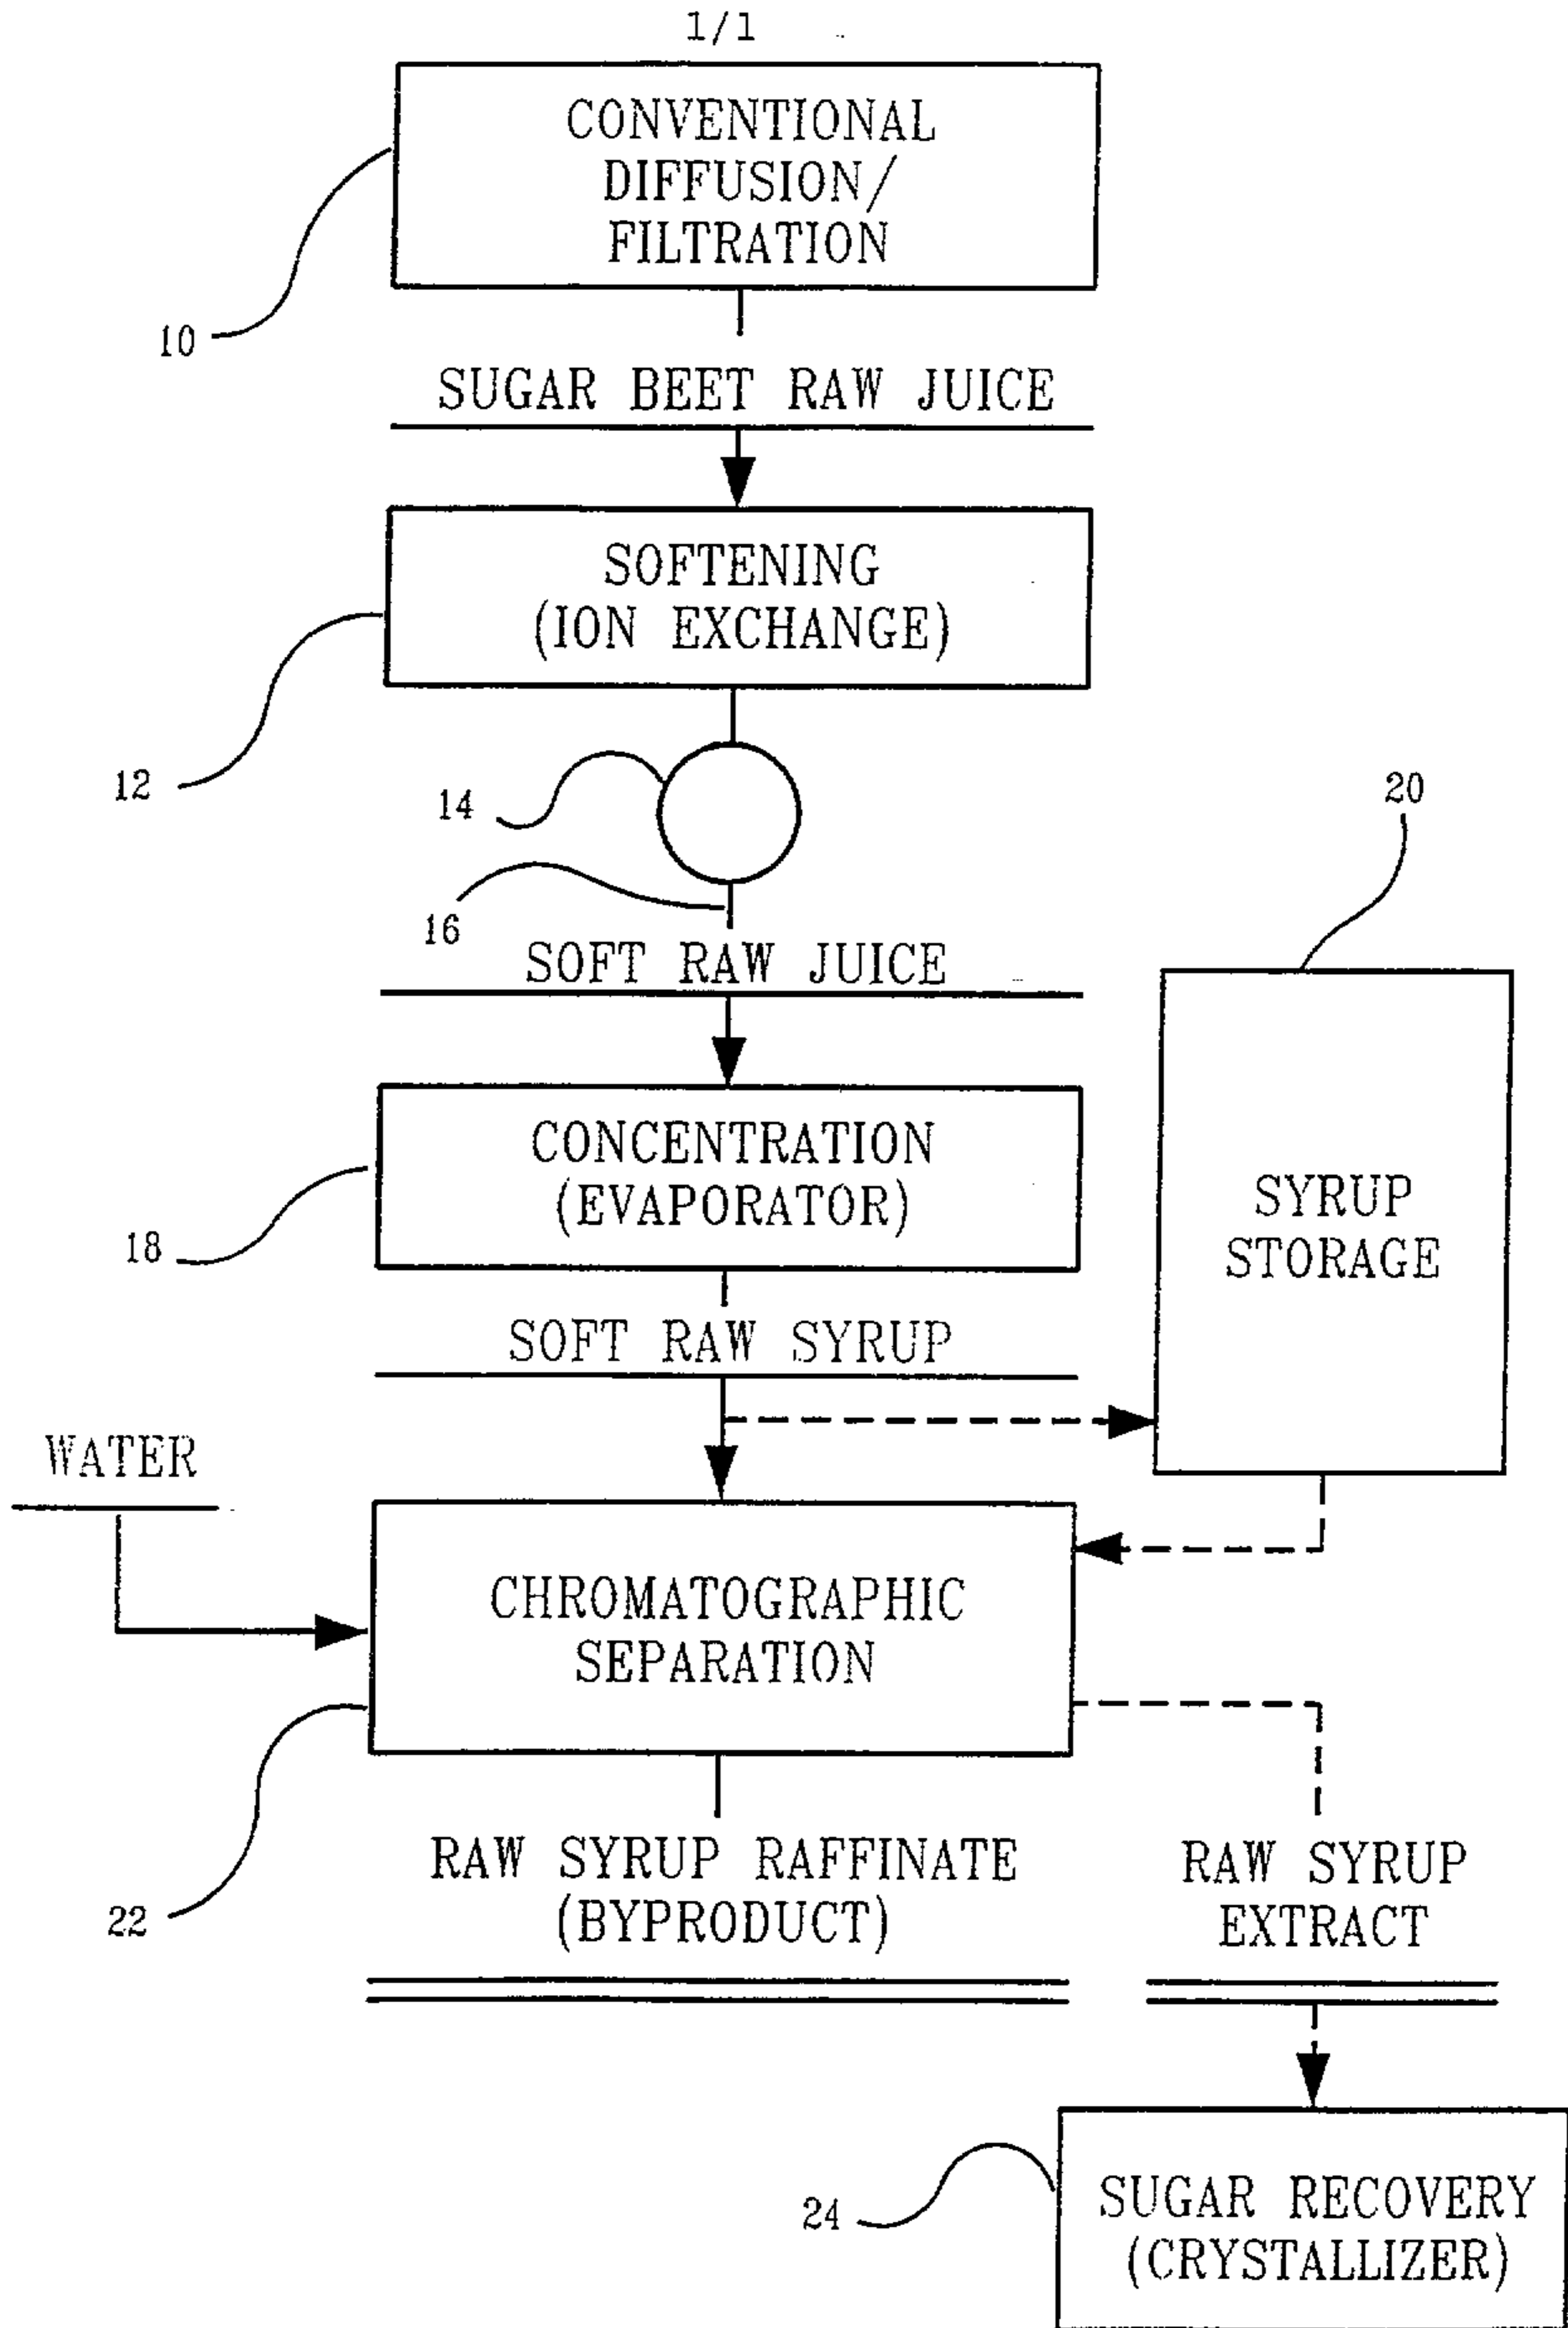 1/1
CONVENTIONAL
DIFFUSION/
FILTRATION
10
SUGAR BEET RAW JUICE
SOFTENING
(ION EXCHANGE)
12
14
20
16
SOFT RAW JUICE
CONCENTRATION
(EVAPORATOR)
18
SYRUP
STORAGE
SOFT RAW SYRUP
WATER
CHROMATOGRAPHIC
SEPARATION
22
RAW SYRUP RAFFINATE
(BYPRODUCT)
RAW SYRUP
EXTRACT
24
SUGAR RECOVERY
(CRYSTALLIZER)